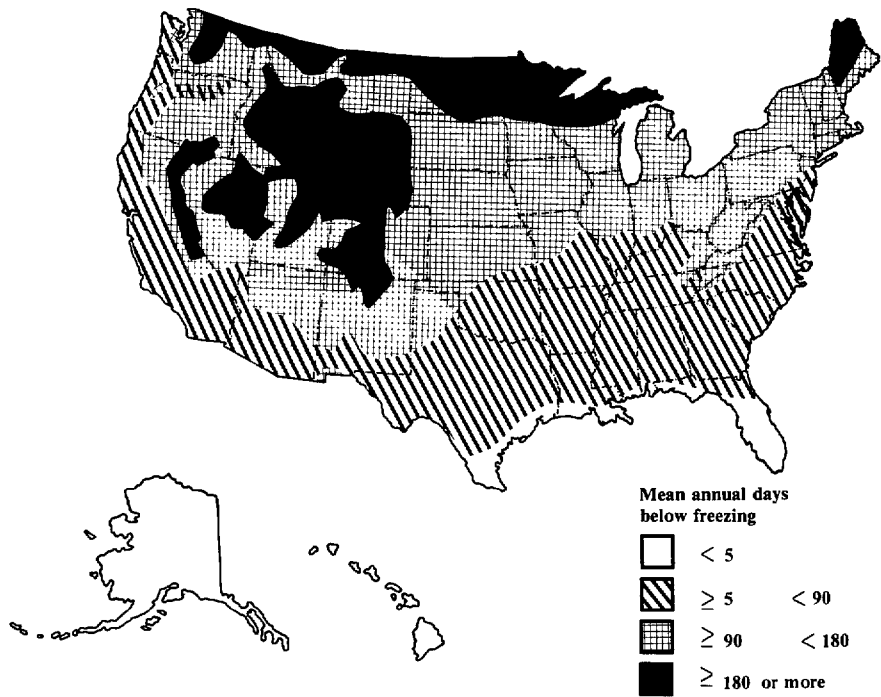 Mean annual days
below freezing
< 5
≥ 5 < 90
≥ 90 < 180
≥ 180 or more